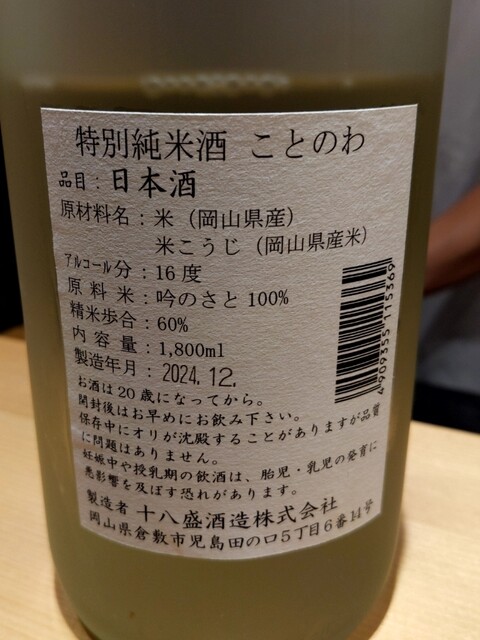 特別純米酒 ことのわ
品目：日本酒
原材料名：米（岡山県産）
米こうじ（岡山県産米）
アルコール分：16度
原料米：吟のさと100%
精米歩合：60%
内容量：1,800ml
製造年月：2024.12.
お酒は20歳になってから。
開封後はお早めにお飲み下さい。
保存中にオリが沈殿することがありますが品質
に問題はありません。
妊娠中や授乳期の飲酒は、胎児・乳児の発育に
悪影響を及ぼす恐れがあります。
製造者 十八盛酒造株式会社
岡山県倉敷市児島田の口5丁目6番14号
4909355115369